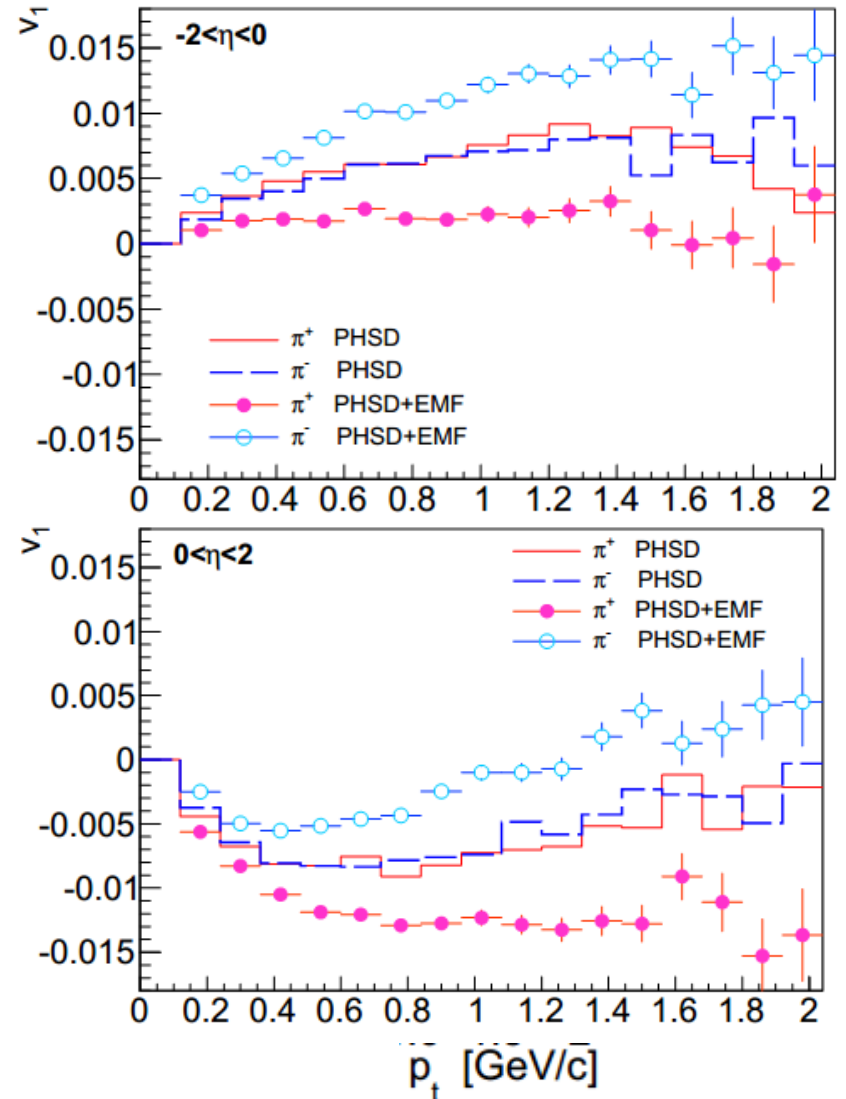 v₁
-2<η<0
0.015
0.01
0.005
0
-0.005
-0.01
-0.015
π⁺ PHSD
π⁻ PHSD
π⁺ PHSD+EMF
π⁻ PHSD+EMF
0 0.2 0.4 0.6 0.8 1 1.2 1.4 1.6 1.8 2
v₁
0<η<2
π⁺ PHSD
π⁻ PHSD
π⁺ PHSD+EMF
π⁻ PHSD+EMF
0.015
0.01
0.005
0
-0.005
-0.01
-0.015
0 0.2 0.4 0.6 0.8 1 1.2 1.4 1.6 1.8 2
p_t [GeV/c]